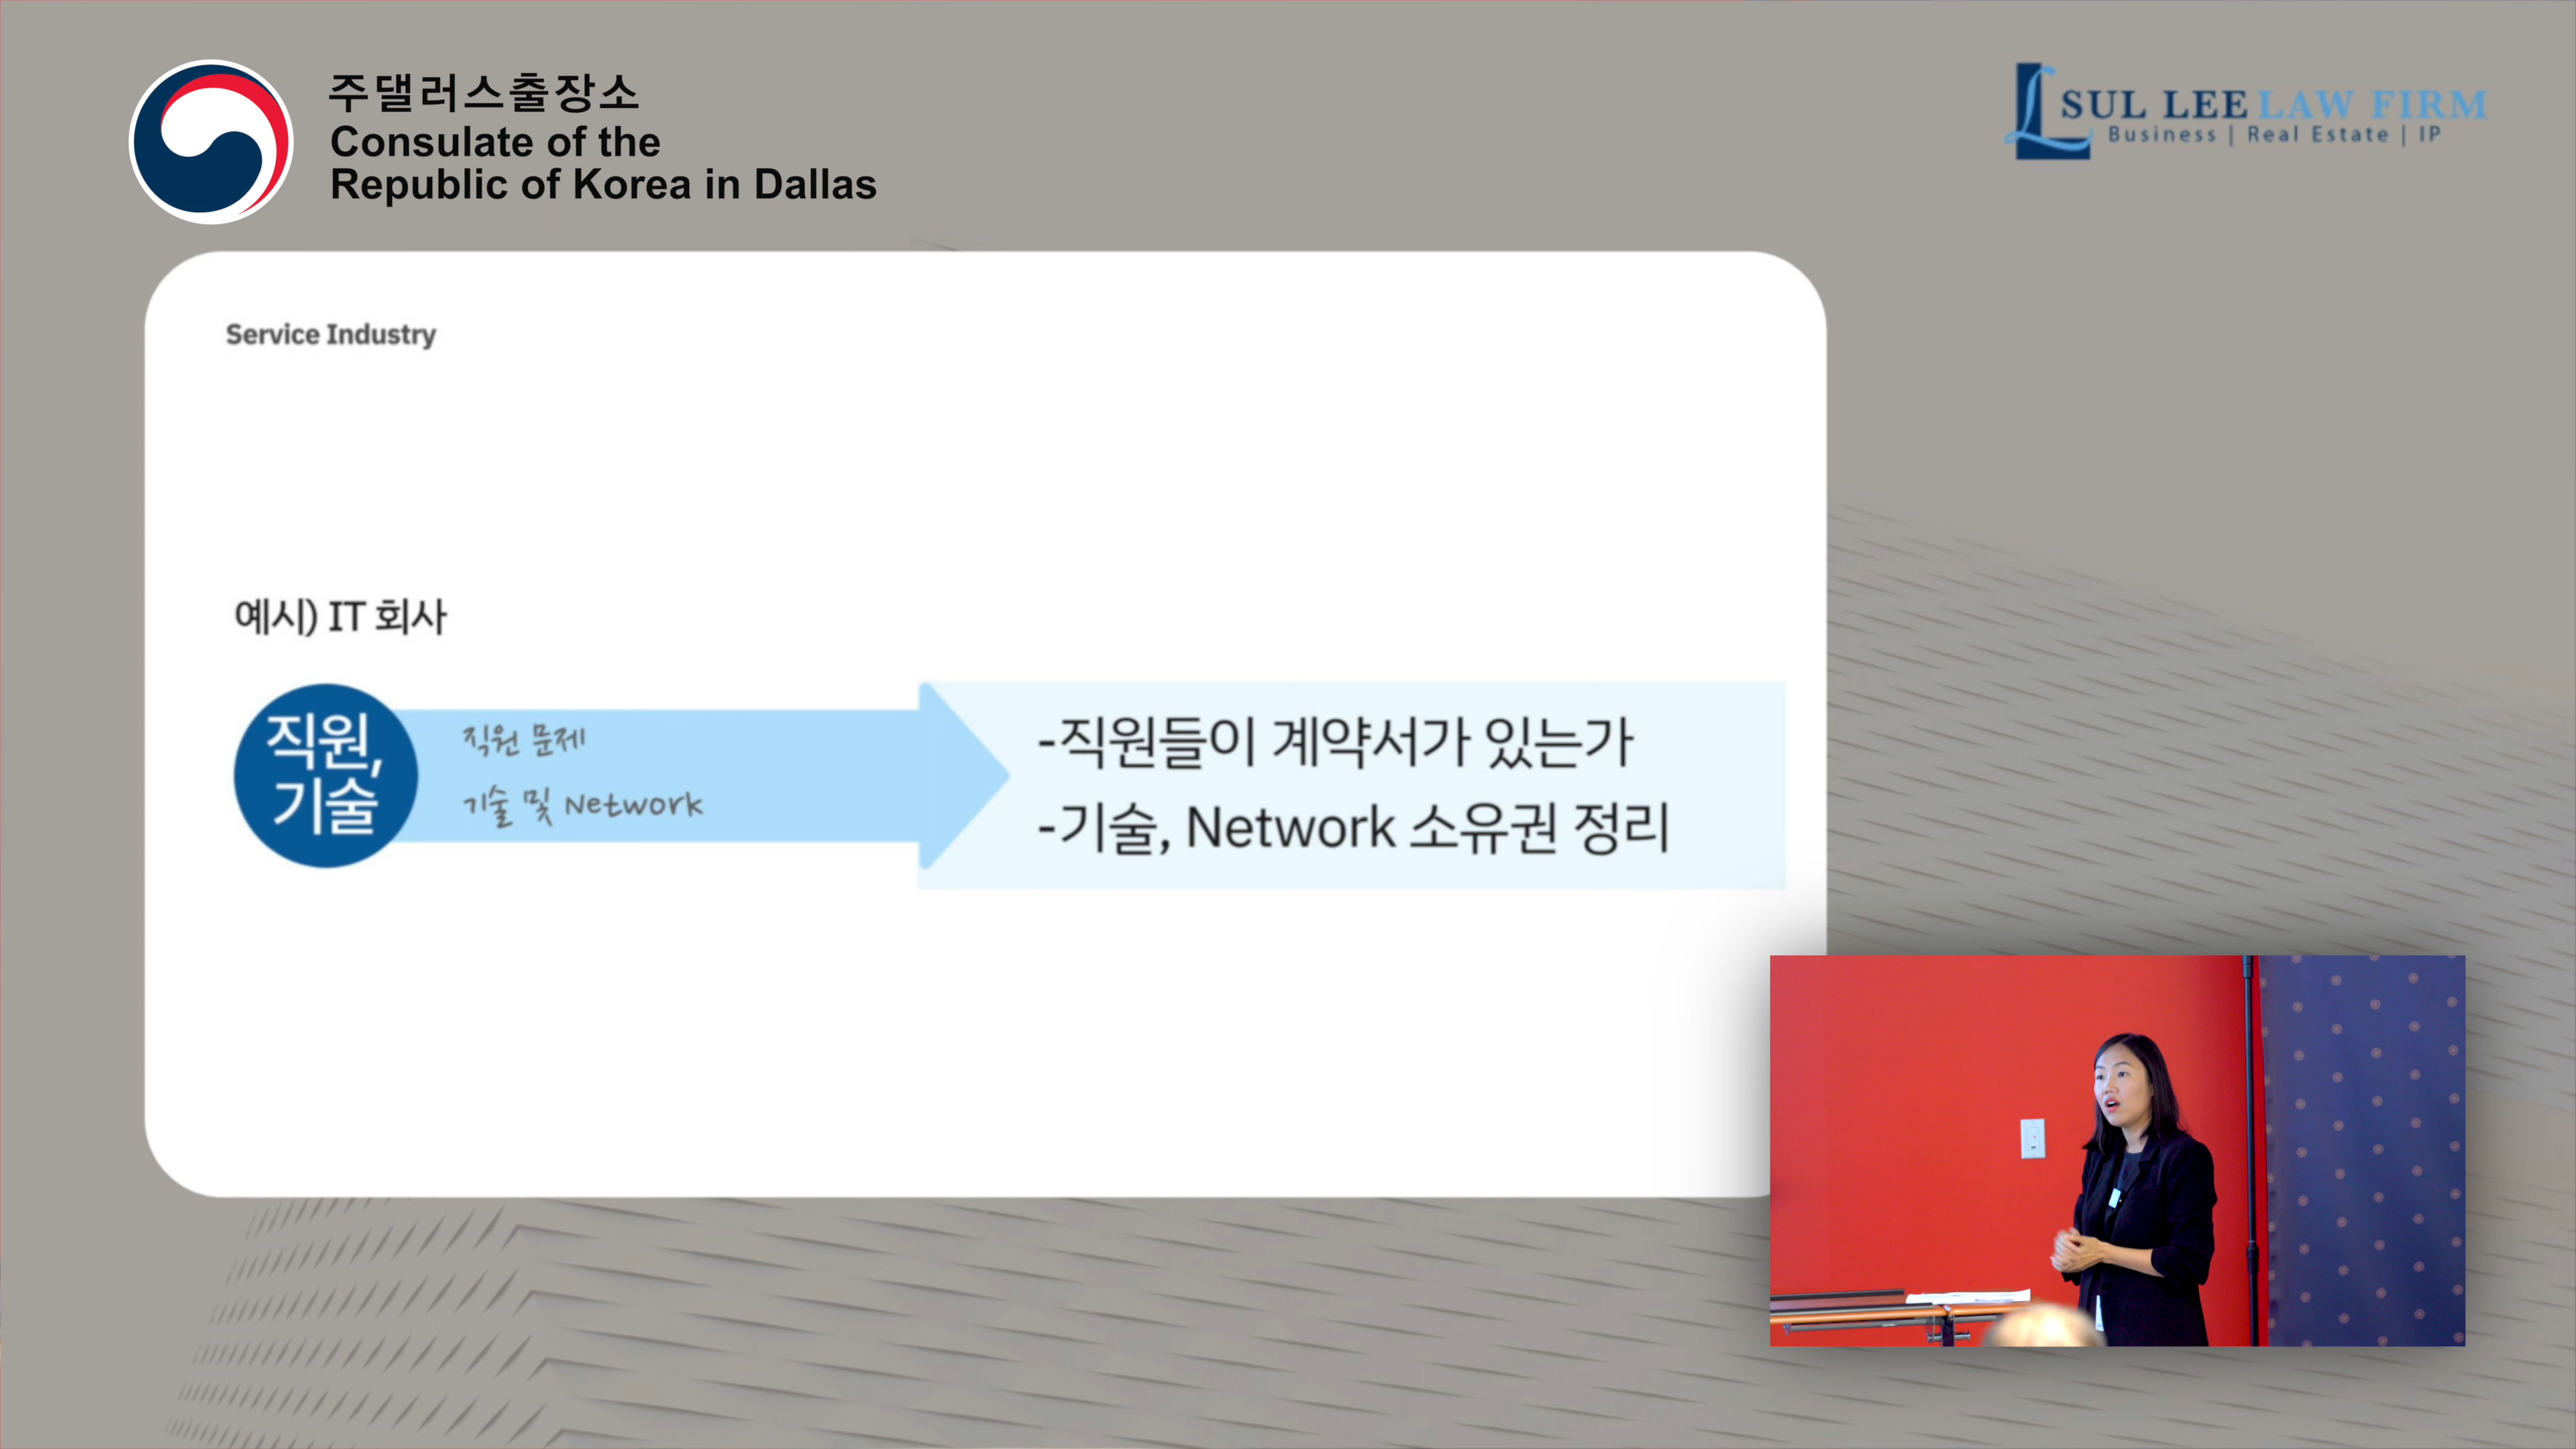 주댈러스출장소
Consulate of the
Republic of Korea in Dallas
SUL LEE LAW FIRM
Business | Real Estate | IP
Service Industry
예시) IT 회사
직원,
기술
직원 문제
기술 및 Network
-직원들이 계약서가 있는가
-기술, Network 소유권 정리